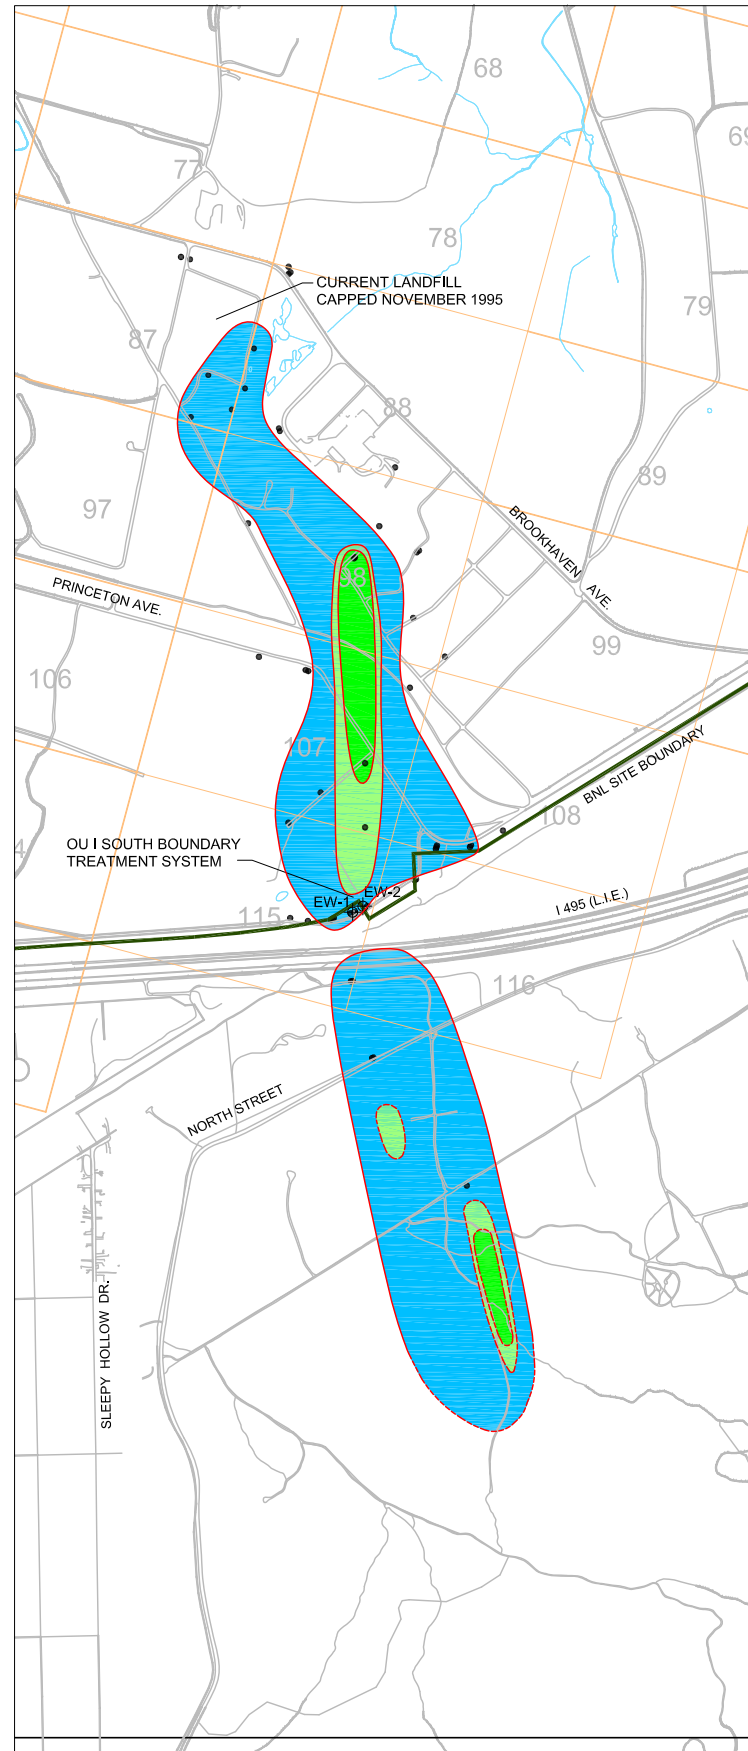 68
69
77
78
CURRENT LANDFILL
CAPPED NOVEMBER 1995
79
87
88
89
97
BROOKHAVEN AVE.
98
PRINCETON AVE.
99
106
107
BNL SITE BOUNDARY
108
OU I SOUTH BOUNDARY
TREATMENT SYSTEM
EW-1
EW-2
I 495 (L.I.E.)
115
116
NORTH STREET
SLEEPY HOLLOW DR.